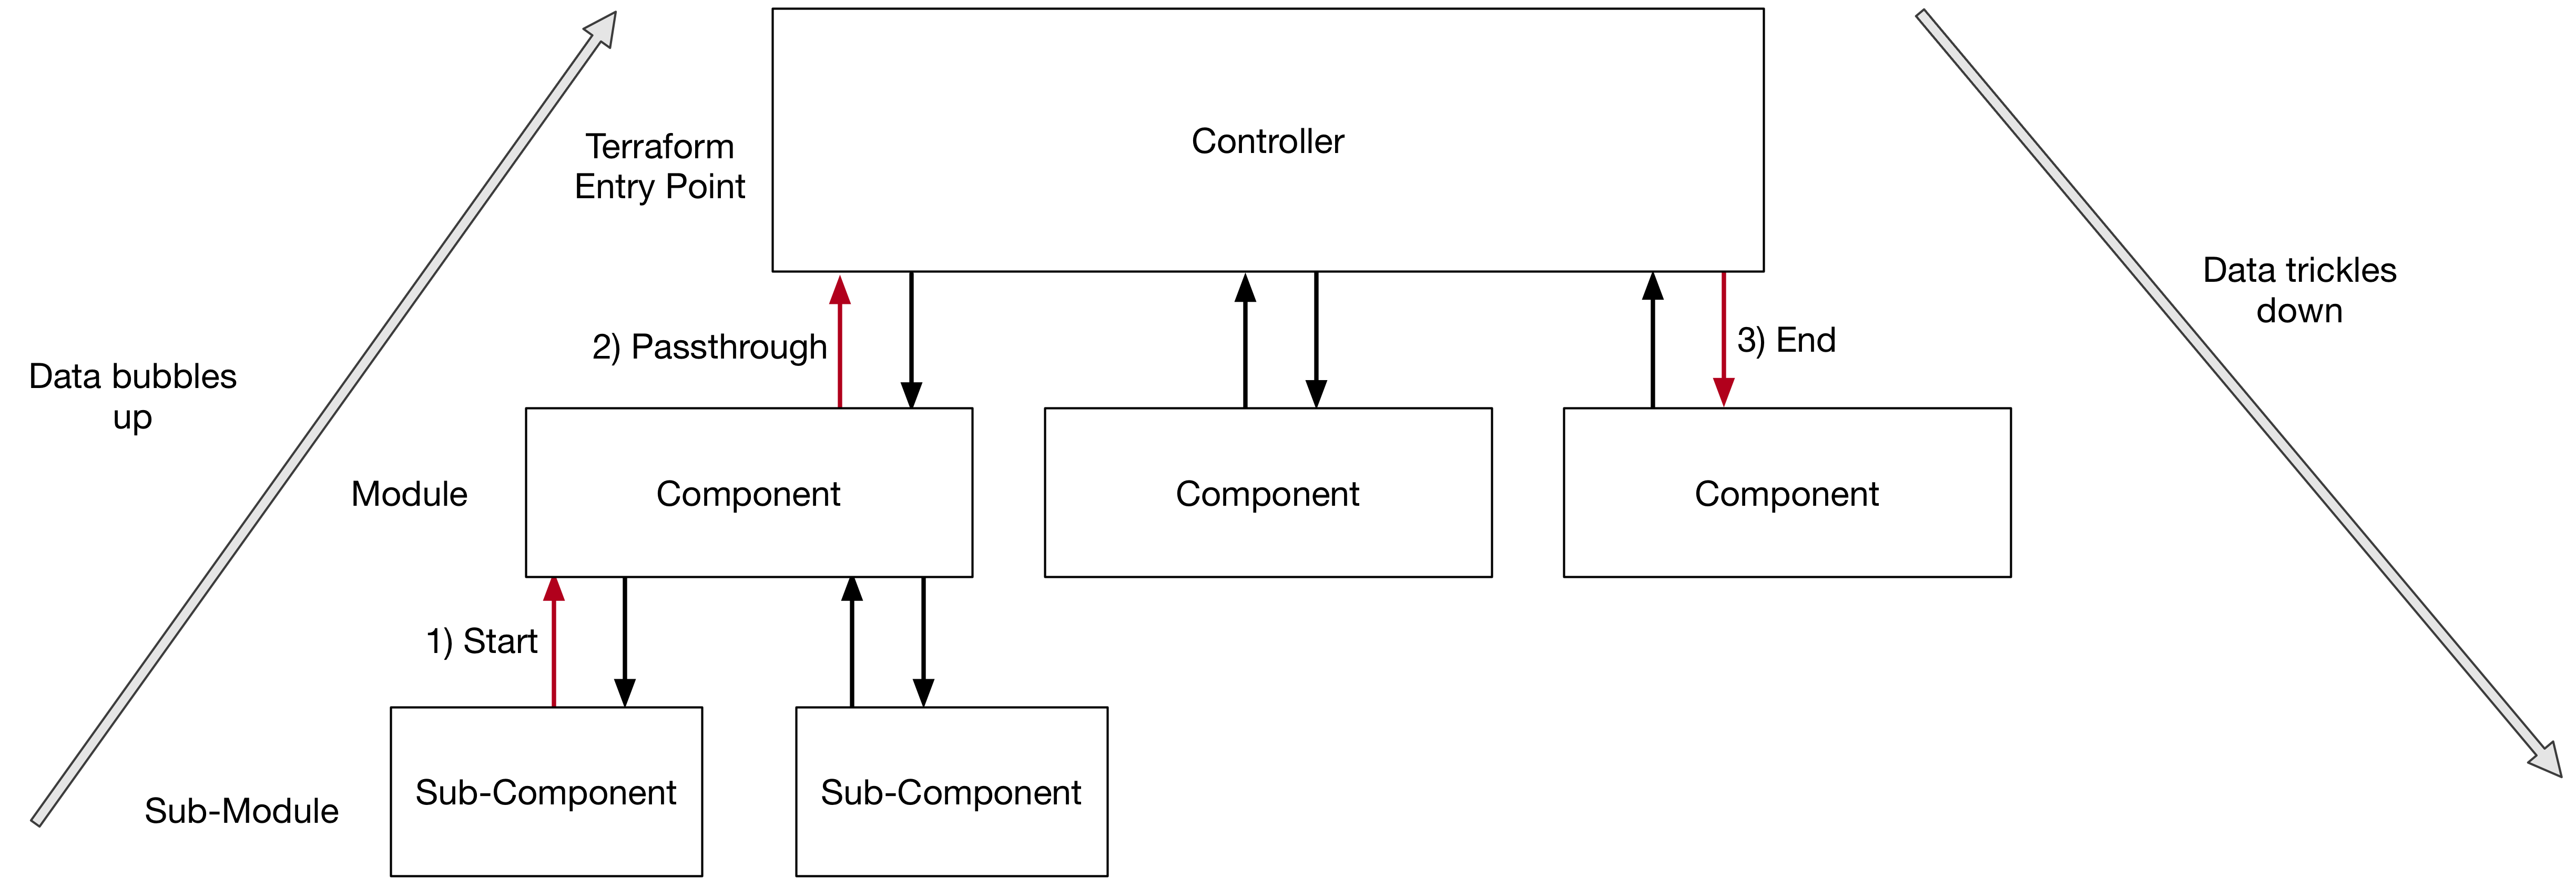 Terraform
Entry Point
Controller
Data trickles
down
2) Passthrough
3) End
Data bubbles
up
Module
Component
Component
Component
1) Start
Sub-Module
Sub-Component
Sub-Component